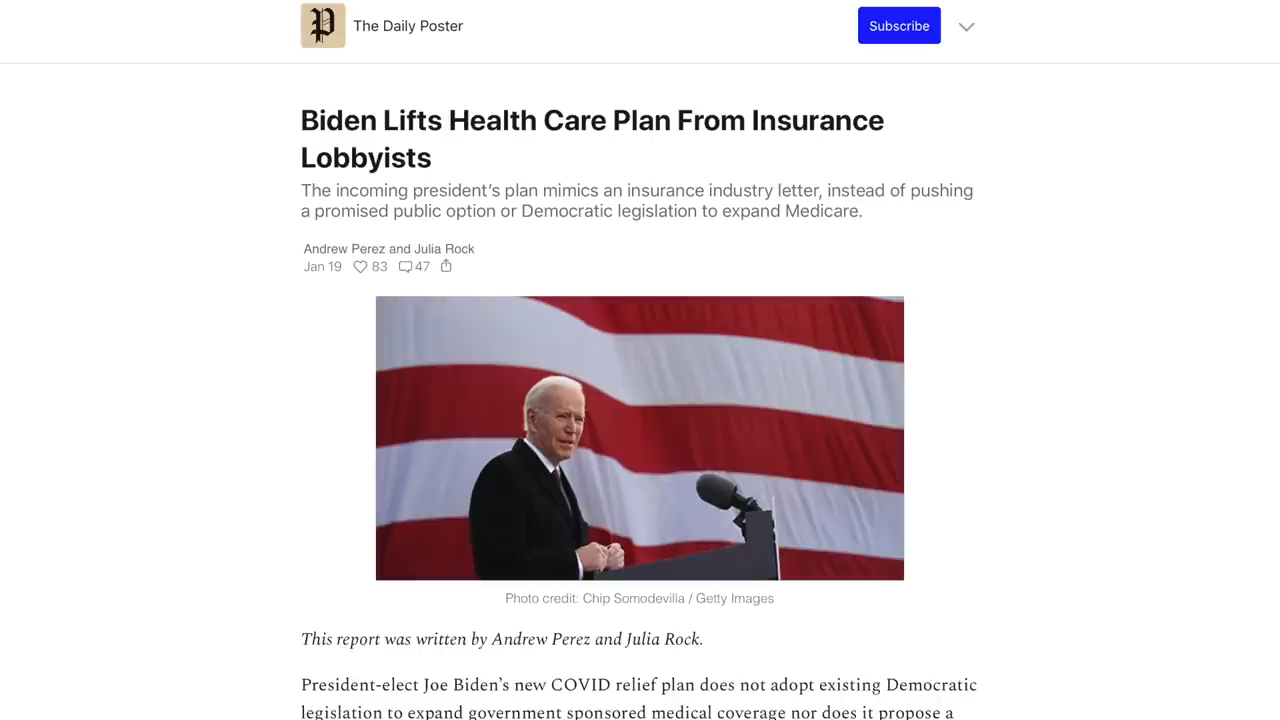 The Daily Poster
Subscribe
Biden Lifts Health Care Plan From Insurance
Lobbyists
The incoming president's plan mimics an insurance industry letter, instead of pushing
a promised public option or Democratic legislation to expand Medicare.
Andrew Perez and Julia Rock
Jan 19 83 47
Photo credit: Chip Somodevilla / Getty Images
This report was written by Andrew Perez and Julia Rock.
President-elect Joe Biden’s new COVID relief plan does not adopt existing Democratic
legislation to expand government sponsored medical coverage nor does it propose a